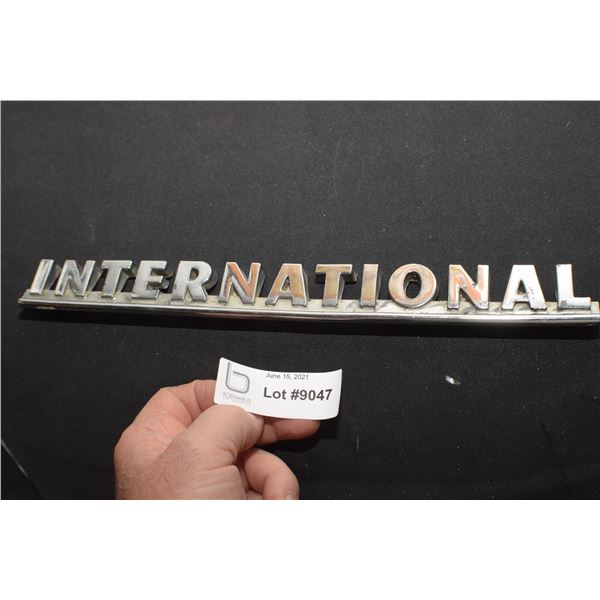 INTERNATIONAL
June 15, 2021
Lot #9047